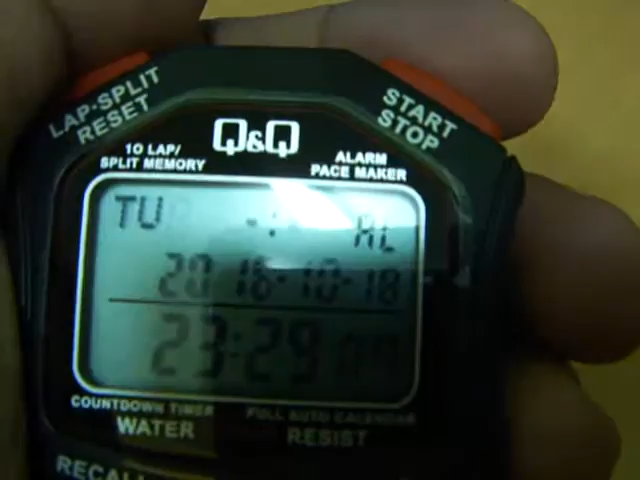 LAP-SPLIT
RESET
START
STOP
Q&Q
10 LAP/
SPLIT MEMORY
ALARM
PACE MAKER
TU -: AL
2016-10-18
23:29
COUNTDOWN TIMER
FULL AUTO CALENDAR
WATER RESIST
RECALL